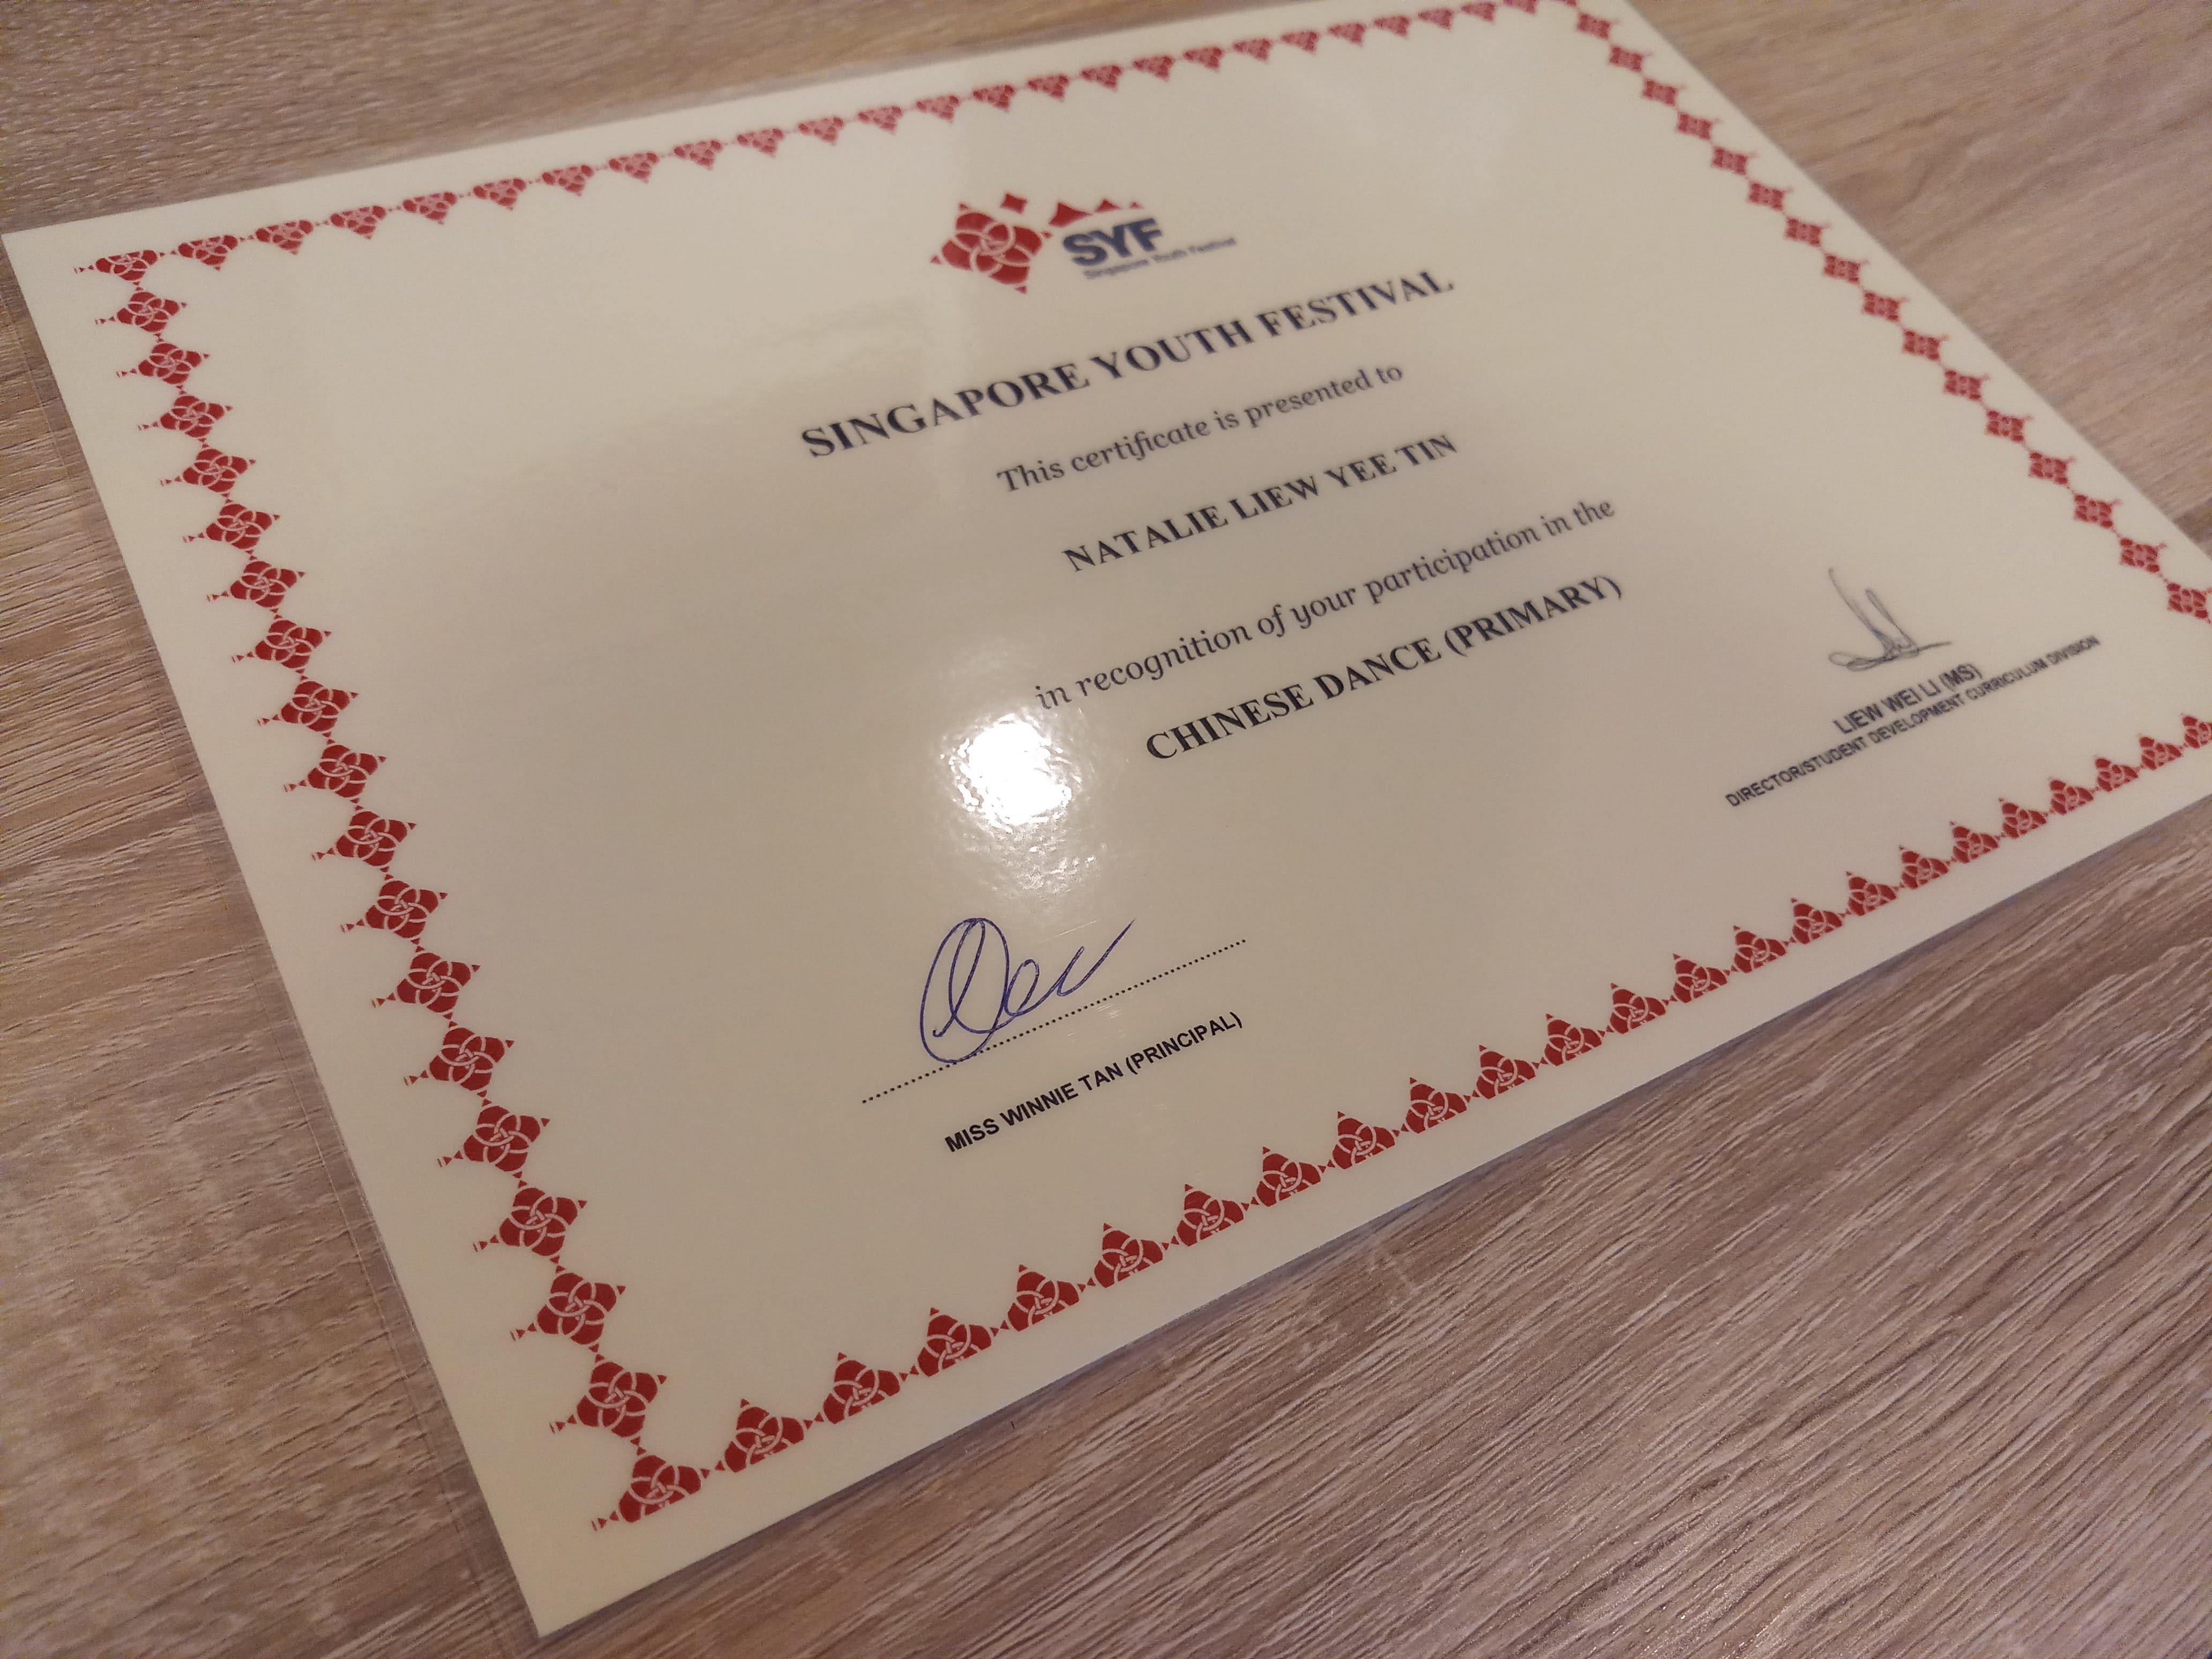 SYF
Singapore Youth Festival
SINGAPORE YOUTH FESTIVAL
This certificate is presented to
NATALIE LIEW YEE TIN
in recognition of your participation in the
CHINESE DANCE (PRIMARY)
LIEW WEI LI (MS)
DIRECTOR/STUDENT DEVELOPMENT CURRICULUM DIVISION
MISS WINNIE TAN (PRINCIPAL)